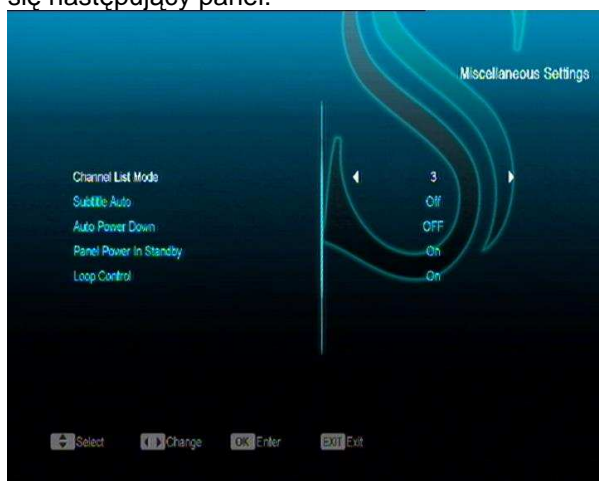 się następujący panel:
Miscellaneous Settings
Channel List Mode 3
Subtitle Auto Off
Auto Power Down OFF
Panel Power In Standby On
Loop Control On
Select Change OK Enter EXIT Exit